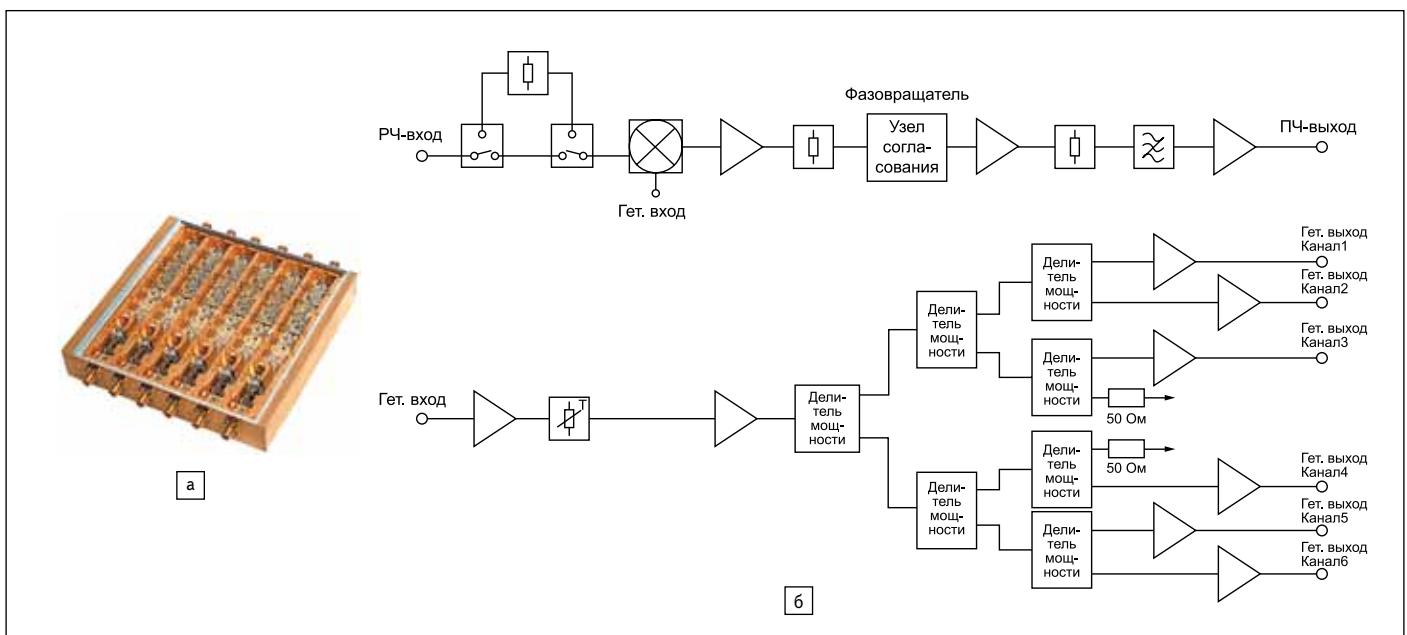 Фазовращатель
РЧ-вход
Узел
согла-
сования
ПЧ-выход
Гет. вход
Гет. выход
Канал1
Дели-
тель
мощ-
ности
Гет. выход
Канал2
Дели-
тель
мощ-
ности
Гет. выход
Канал3
Дели-
тель
мощ-
ности
50 Ом
Гет. вход
T
Дели-
тель
мощ-
ности
Дели-
тель
мощ-
ности
50 Ом
Гет. выход
Канал4
Дели-
тель
мощ-
ности
Гет. выход
Канал5
Дели-
тель
мощ-
ности
Гет. выход
Канал6
а
б